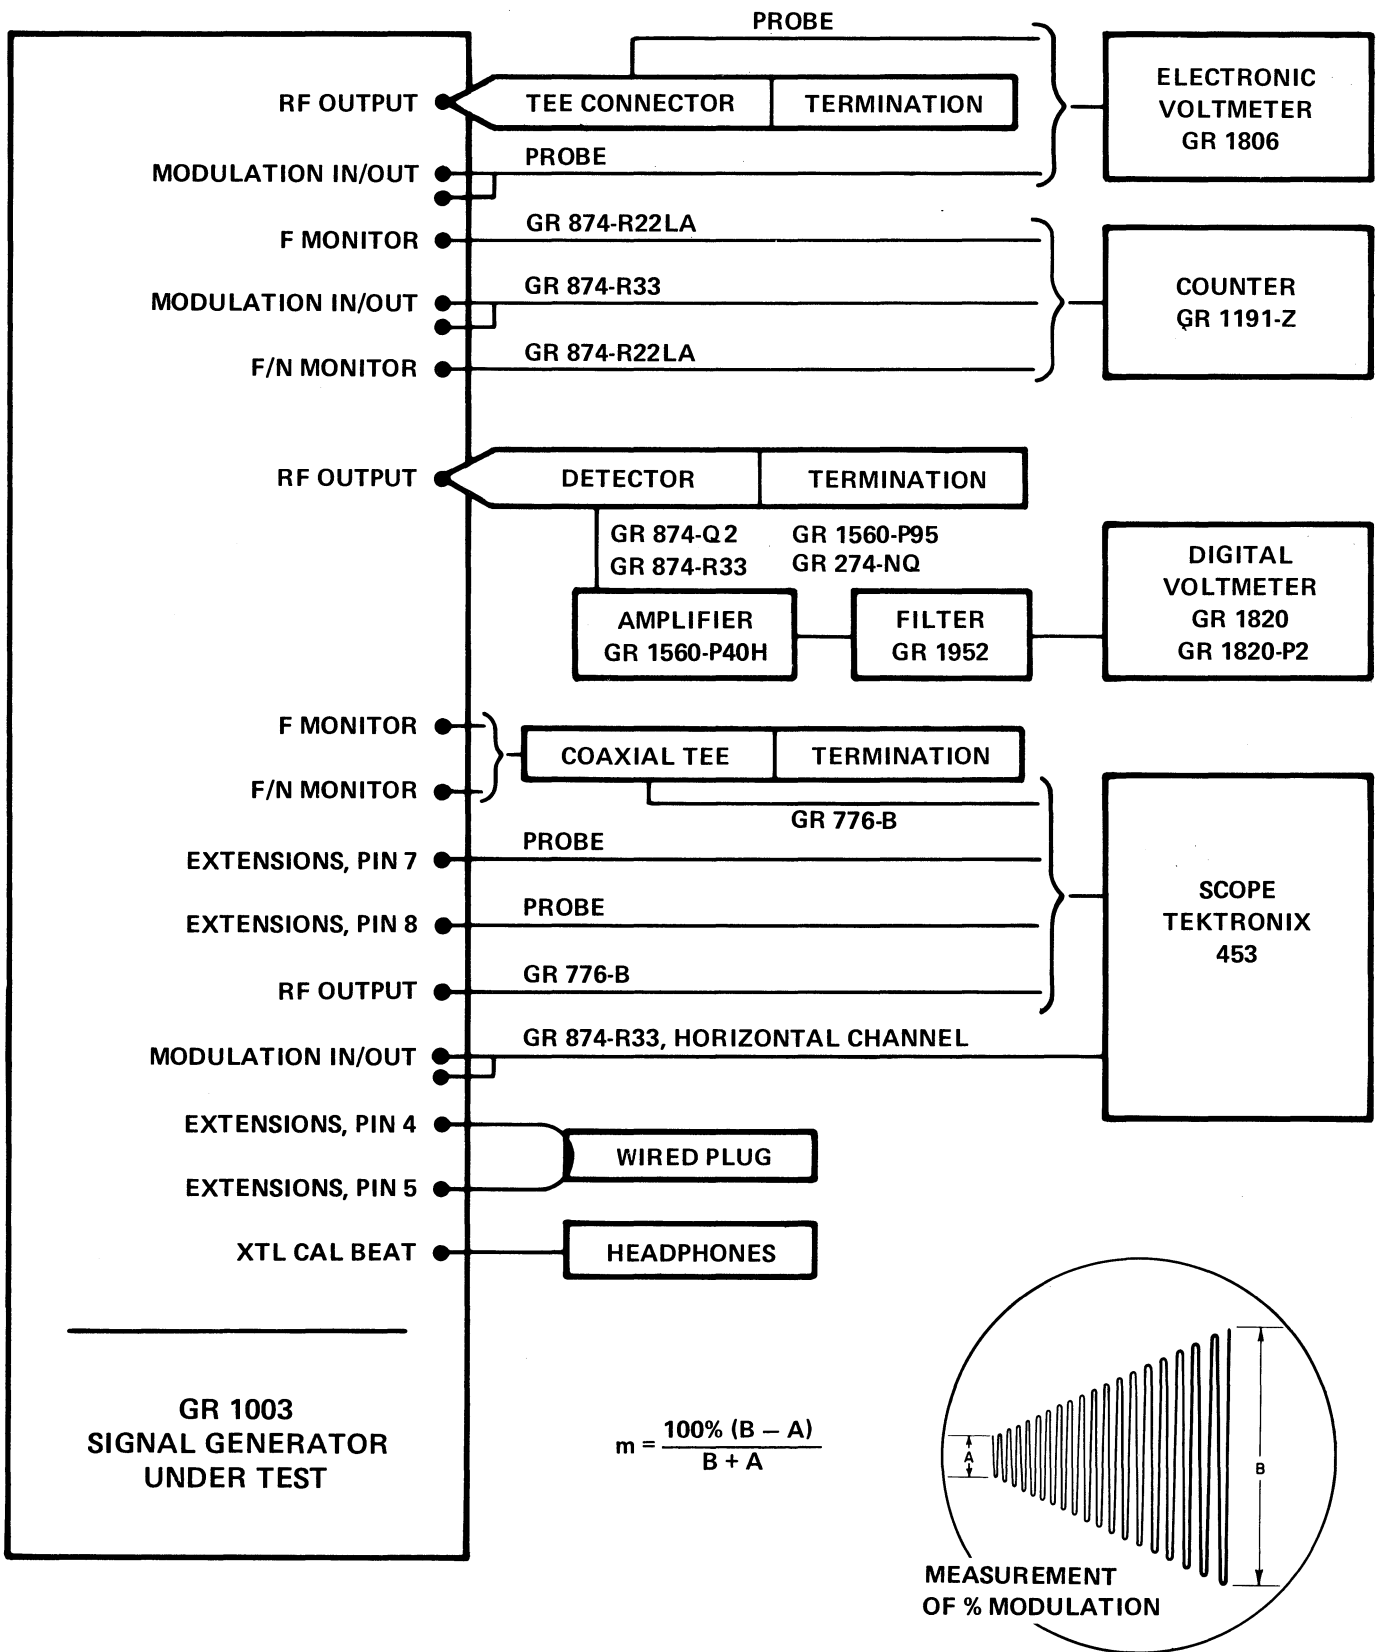 PROBE
RF OUTPUT
TEE CONNECTOR
TERMINATION
ELECTRONIC
VOLTMETER
GR 1806
MODULATION IN/OUT
PROBE
F MONITOR
GR 874-R22LA
MODULATION IN/OUT
GR 874-R33
COUNTER
GR 1191-Z
F/N MONITOR
GR 874-R22LA
RF OUTPUT
DETECTOR
TERMINATION
GR 874-Q2
GR 874-R33
GR 1560-P95
GR 274-NQ
AMPLIFIER
GR 1560-P40H
FILTER
GR 1952
DIGITAL
VOLTMETER
GR 1820
GR 1820-P2
F MONITOR
F/N MONITOR
COAXIAL TEE
TERMINATION
GR 776-B
EXTENSIONS, PIN 7
PROBE
EXTENSIONS, PIN 8
PROBE
RF OUTPUT
GR 776-B
SCOPE
TEKTRONIX
453
MODULATION IN/OUT
GR 874-R33, HORIZONTAL CHANNEL
EXTENSIONS, PIN 4
EXTENSIONS, PIN 5
WIRED PLUG
XTL CAL BEAT
HEADPHONES
GR 1003
SIGNAL GENERATOR
UNDER TEST
m = 100% (B – A)
B + A
A
B
MEASUREMENT
OF % MODULATION